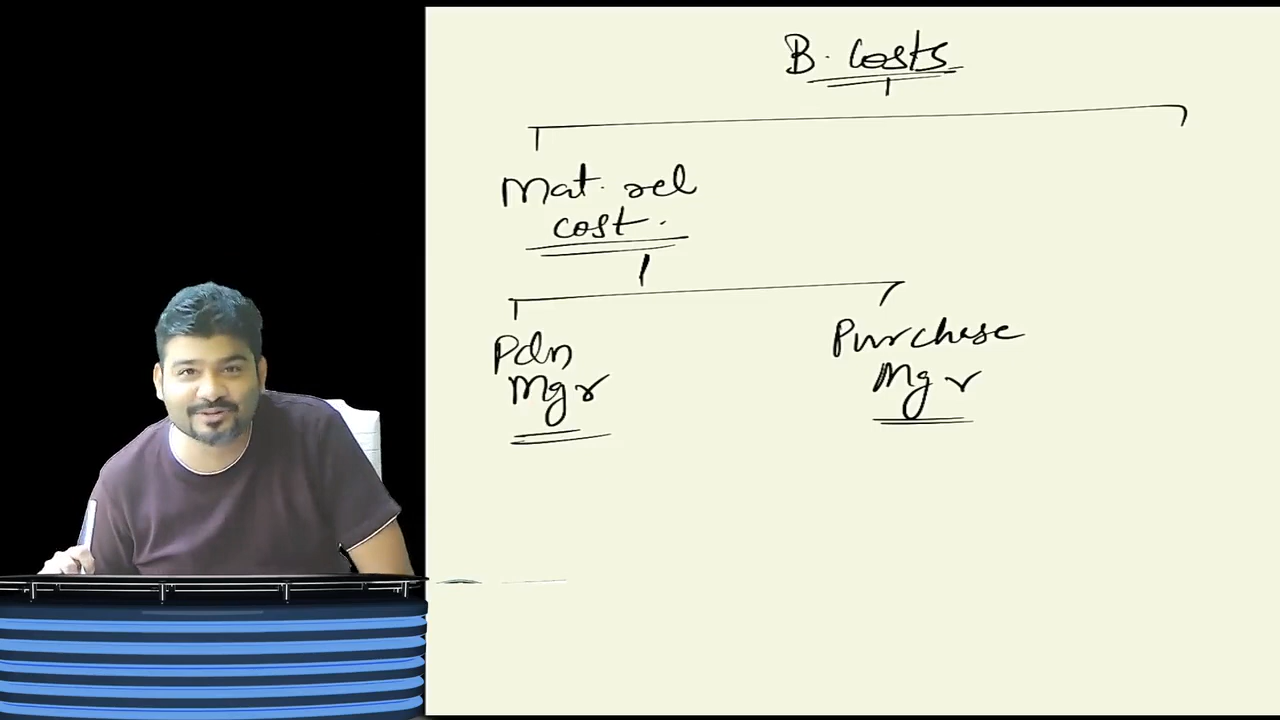 B. Costs
Mat. rel
cost.
Pdn
Mgr
Purchase
Mgr